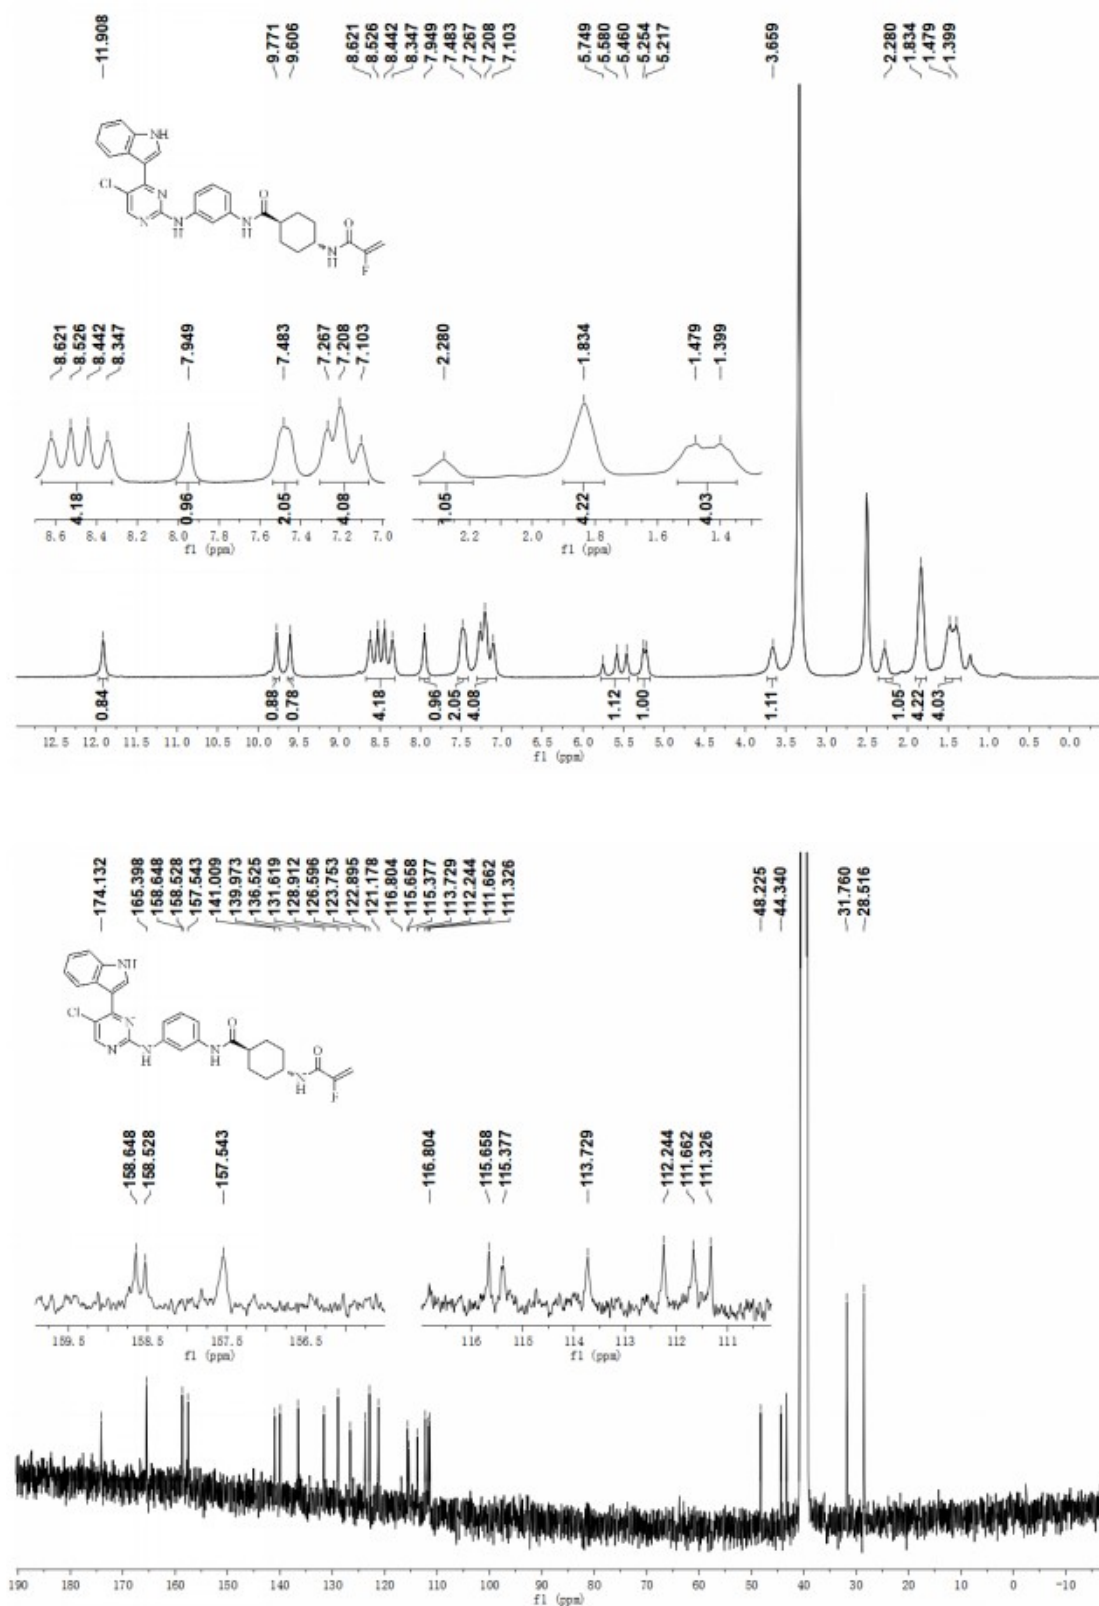 11.908 9.771 9.606 8.621 8.526 8.442 8.347 7.949 7.483 7.267 7.208 7.103 5.749 5.580 5.460 5.254 5.217 3.659 2.280 1.834 1.479 1.399
NH
Cl N O
N N H N H O
N H F
8.621 8.526 8.442 8.347 7.949 7.483 7.267 7.208 7.103 2.280 1.834 1.479 1.399
4.18 0.96 2.05 4.08 1.05 4.22 4.03
8.6 8.4 8.2 8.0 7.8 7.6 7.4 7.2 7.0 2.2 2.0 1.8 1.6 1.4
f1 (ppm) f1 (ppm)
0.84 0.88 0.78 4.18 0.96 2.05 4.08 1.12 1.00 1.11 1.05 4.22 4.03
12.5 11.5 10.5 9.5 9.0 8.5 8.0 7.5 7.0 6.5 6.0 5.5 5.0 4.5 4.0 3.5 3.0 2.5 2.0 1.5 1.0 0.5 0.0
f1 (ppm)
174.132 165.398 158.648 158.528 157.543 141.009 139.973 136.525 131.619 128.912 126.596 123.753 122.895 121.178 116.804 115.658 115.377 113.729 112.244 111.662 111.326 48.225 44.340 31.760 28.516
Cl N O
N N H N H O
N H F
158.648 158.528 157.543 116.804 115.658 115.377 113.729 112.244 111.662 111.326
159.5 158.5 157.5 156.5 116 115 114 113 112 111
f1 (ppm) f1 (ppm)
190 180 170 160 150 140 130 120 110 100 90 80 70 60 50 40 30 20 10 0 -10
f1 (ppm)